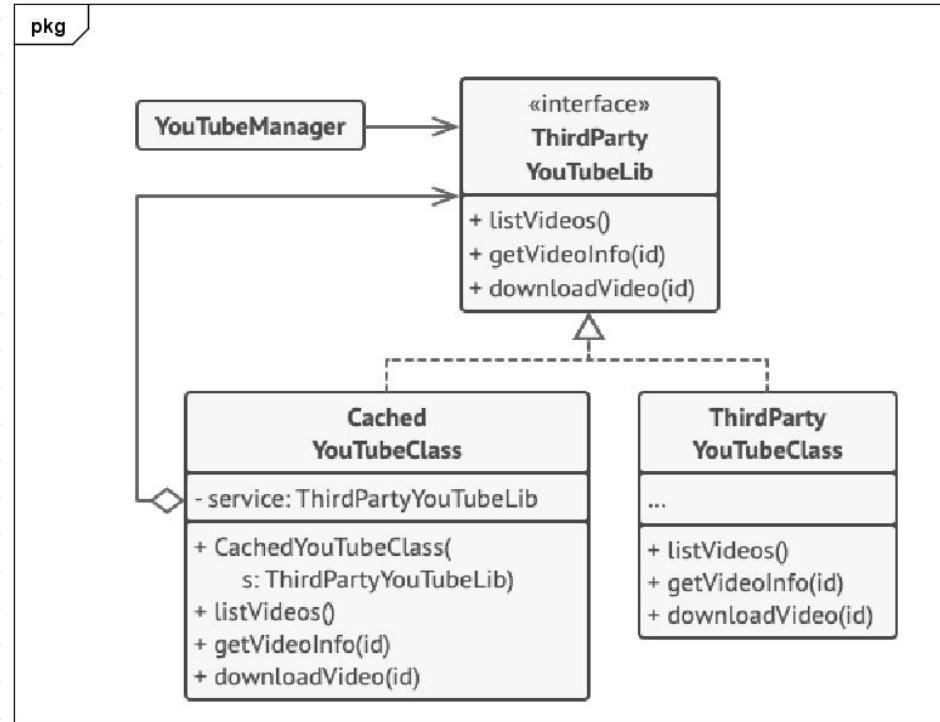 pkg
YouTubeManager
«interface»
ThirdParty
YouTubeLib
+ listVideos()
+ getVideoInfo(id)
+ downloadVideo(id)
Cached
YouTubeClass
- service: ThirdPartyYouTubeLib
+ CachedYouTubeClass(
s: ThirdPartyYouTubeLib)
+ listVideos()
+ getVideoInfo(id)
+ downloadVideo(id)
ThirdParty
YouTubeClass
...
+ listVideos()
+ getVideoInfo(id)
+ downloadVideo(id)